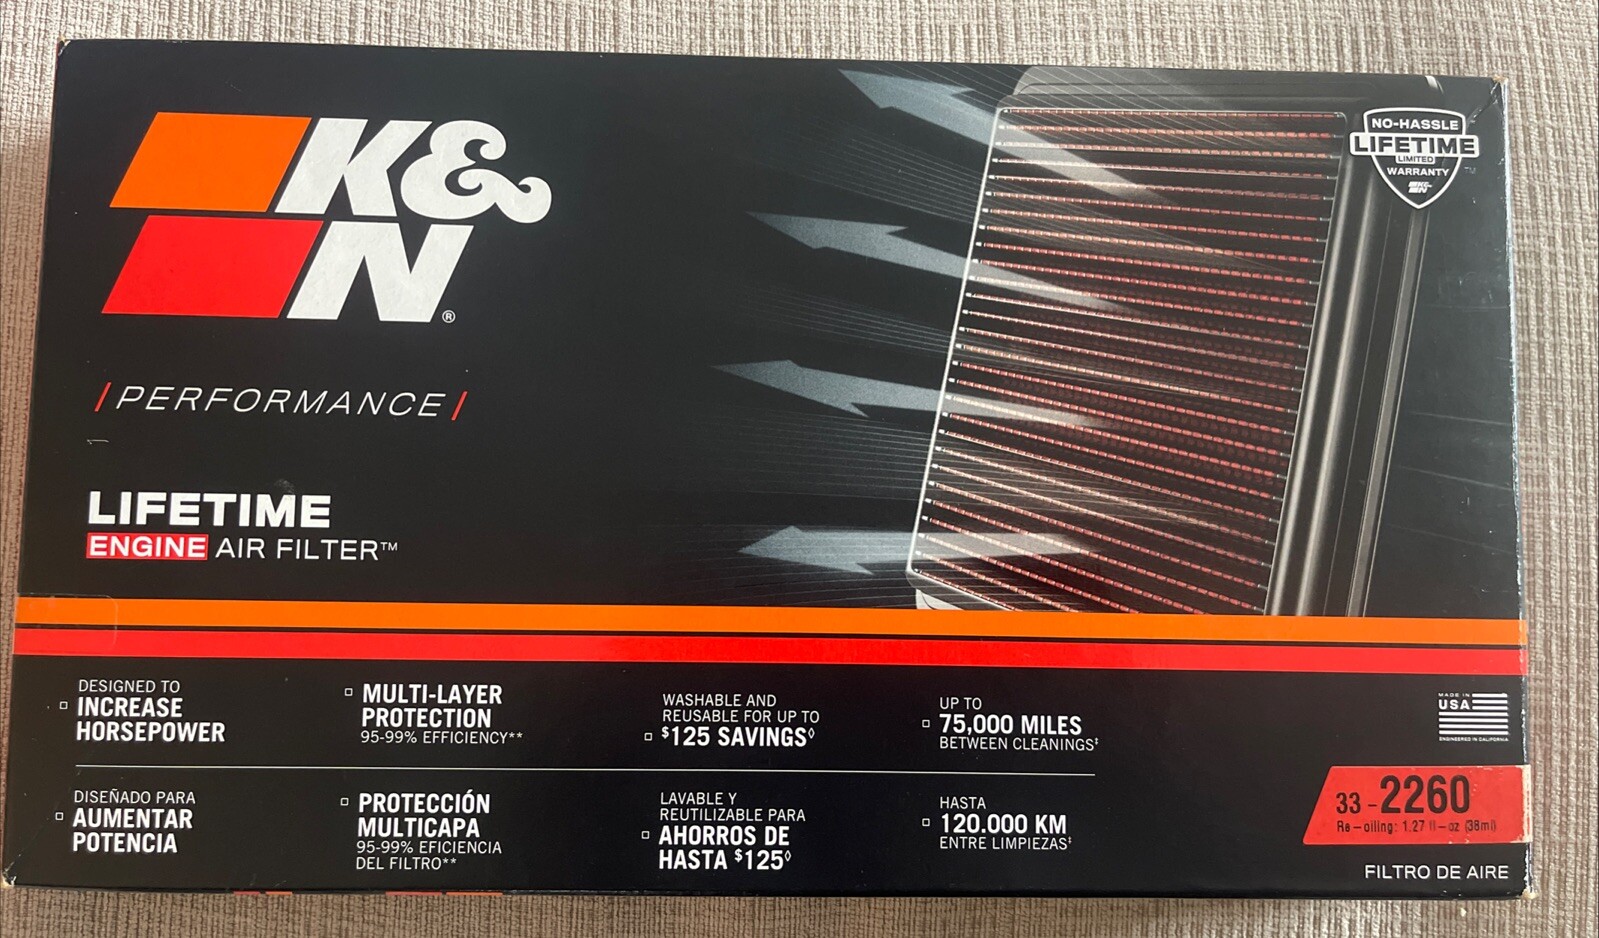 K&
N®
/PERFORMANCE/
LIFETIME
ENGINE AIR FILTER™
NO-HASSLE
LIFETIME
LIMITED
WARRANTY
TM
K&N
DESIGNED TO
INCREASE
HORSEPOWER
MULTI-LAYER
PROTECTION
95-99% EFFICIENCY**
WASHABLE AND
REUSABLE FOR UP TO
$125 SAVINGS◊
UP TO
75,000 MILES
BETWEEN CLEANINGS‡
MADE IN
USA
ENGINEERED IN CALIFORNIA
DISEÑADO PARA
AUMENTAR
POTENCIA
PROTECCIÓN
MULTICAPA
95-99% EFICIENCIA
DEL FILTRO**
LAVABLE Y
REUTILIZABLE PARA
AHORROS DE
HASTA $125◊
HASTA
120.000 KM
ENTRE LIMPIEZAS‡
33-2260
Re-oiling: 1.27 fl-oz (38ml)
FILTRO DE AIRE